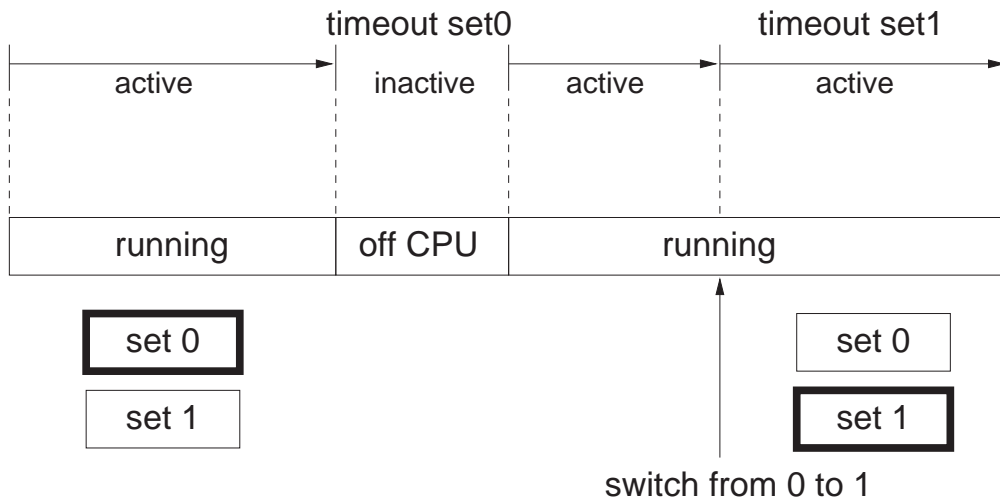 timeout set0 timeout set1
active inactive active active
running off CPU running
set 0 set 0
set 1 set 1
switch from 0 to 1